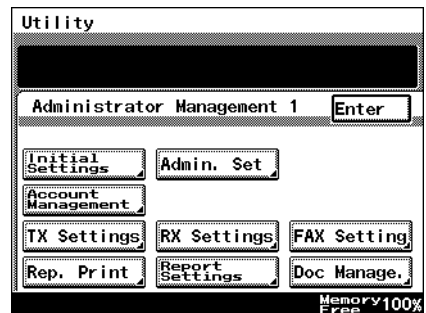 Utility
Administrator Management 1 Enter
Initial
Settings
Admin. Set
Account
Management
TX Settings RX Settings FAX Setting
Rep. Print Report
Settings Doc Manage.
Memory
Free 100%